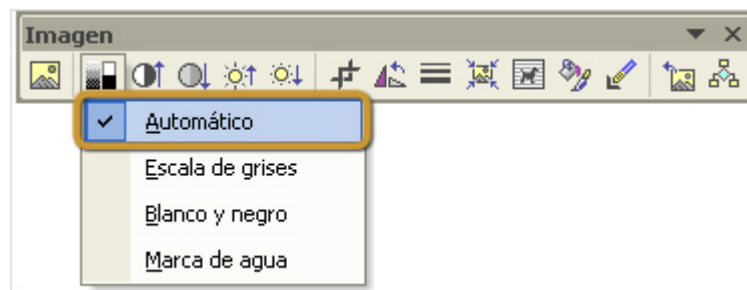 Imagen
Automático
Escala de grises
Blanco y negro
Marca de agua